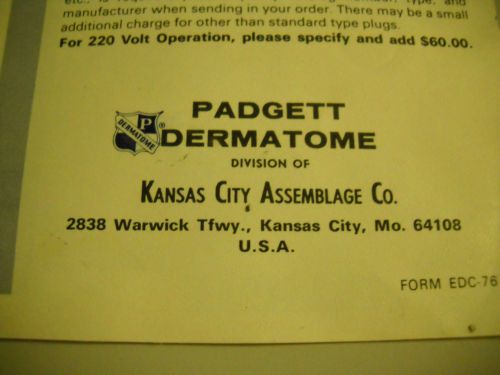 manufacturer when sending in your order. There may be a small
additional charge for other than standard type plugs.
For 220 Volt Operation, please specify and add $60.00.
P
DERMATOME
®
PADGETT
DERMATOME
DIVISION OF
KANSAS CITY ASSEMBLAGE CO.
2838 Warwick Tfwy., Kansas City, Mo. 64108
U.S.A.
FORM EDC-76